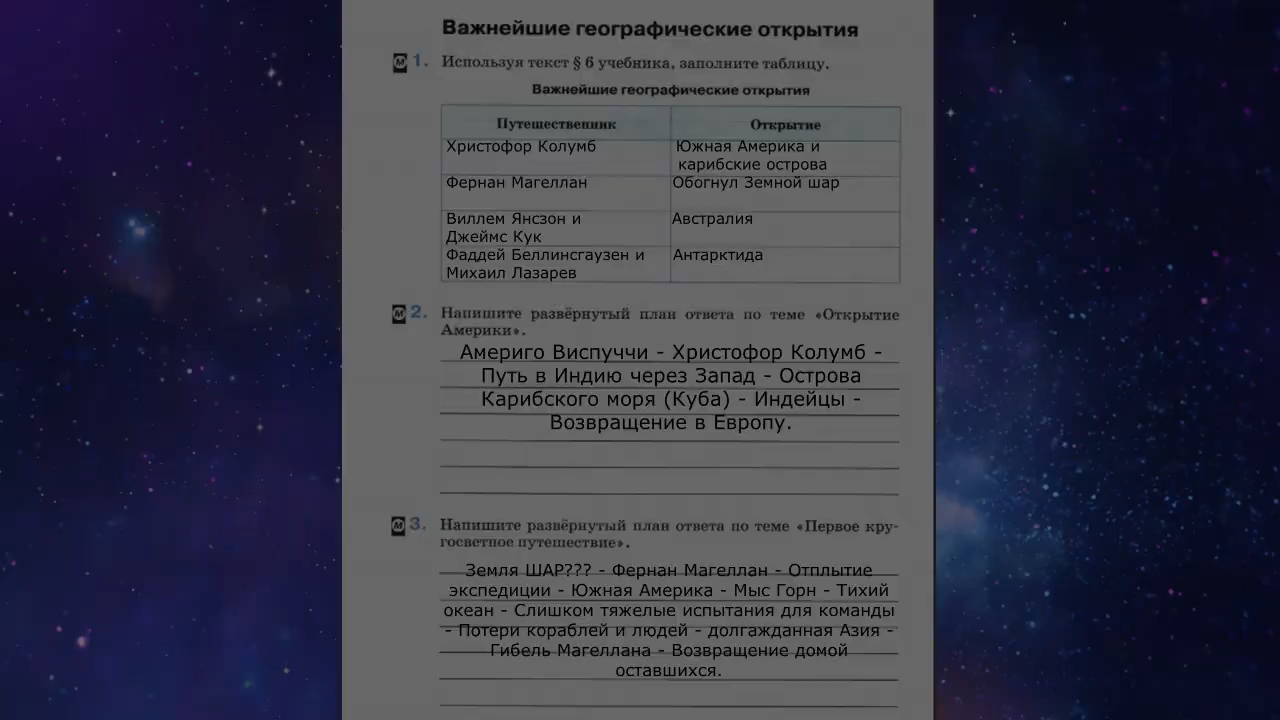 Важнейшие географические открытия
м 1. Используя текст § 6 учебника, заполните таблицу.
Важнейшие географические открытия
Путешественник Открытие
Христофор Колумб Южная Америка и
карибские острова
Фернан Магеллан Обогнул Земной шар
Виллем Янсзон и Австралия
Джеймс Кук
Фаддей Беллинсгаузен и Антарктида
Михаил Лазарев
м 2. Напишите развёрнутый план ответа по теме «Открытие
Америки».
Америго Виспуччи - Христофор Колумб -
Путь в Индию через Запад - Острова
Карибского моря (Куба) - Индейцы -
Возвращение в Европу.
м 3. Напишите развёрнутый план ответа по теме «Первое кру-
госветное путешествие».
Земля ШАР??? - Фернан Магеллан - Отплытие
экспедиции - Южная Америка - Мыс Горн - Тихий
океан - Слишком тяжелые испытания для команды
- Потери кораблей и людей - долгажданная Азия -
Гибель Магеллана - Возвращение домой
оставшихся.